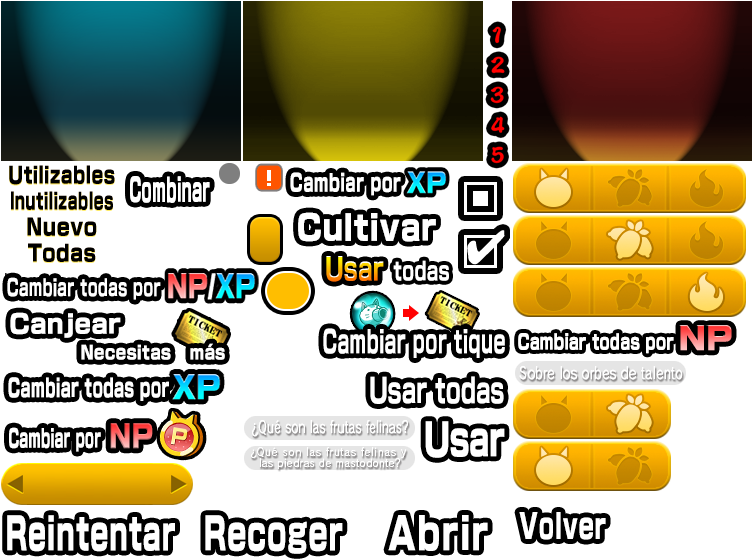 1
2
3
4
5
Utilizables
Inutilizables
Nuevo
Todas
Combinar
!
Cambiar por XP
Cultivar
Usar todas
Cambiar todas por NP/XP
Canjear
TICKET
Necesitas más
TICKET
Cambiar por tique
Cambiar todas por NP
Sobre los orbes de talento
Cambiar todas por XP
Usar todas
Cambiar por NP
P
¿Qué son las frutas felinas?
¿Qué son las frutas felinas y
las piedras de mastodonte?
Usar
Reintentar
Recoger
Abrir
Volver